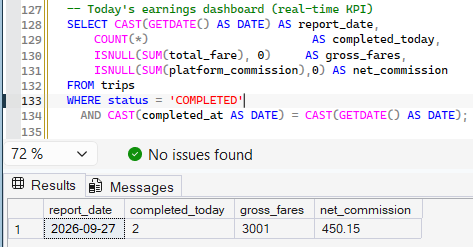 127
128 -- Today's earnings dashboard (real-time KPI)
129 SELECT CAST(GETDATE() AS DATE) AS report_date,
COUNT(*) AS completed_today,
130 ISNULL(SUM(total_fare), 0) AS gross_fares,
131 ISNULL(SUM(platform_commission),0) AS net_commission
132 FROM trips
133 WHERE status = 'COMPLETED'
134 AND CAST(completed_at AS DATE) = CAST(GETDATE() AS DATE);
135
72 % No issues found
Results Messages
report_date completed_today gross_fares net_commission
1 2026-09-27 2 3001 450.15